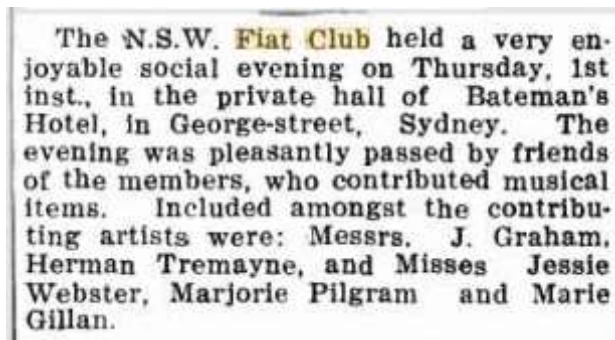 The N.S.W. Fiat Club held a very en-
joyable social evening on Thursday, 1st
inst., in the private hall of Bateman's
Hotel, in George-street, Sydney. The
evening was pleasantly passed by friends
of the members, who contributed musical
items. Included amongst the contribu-
ting artists were: Messrs. J. Graham,
Herman Tremayne, and Misses Jessie
Webster, Marjorie Pilgram and Marie
Gillan.